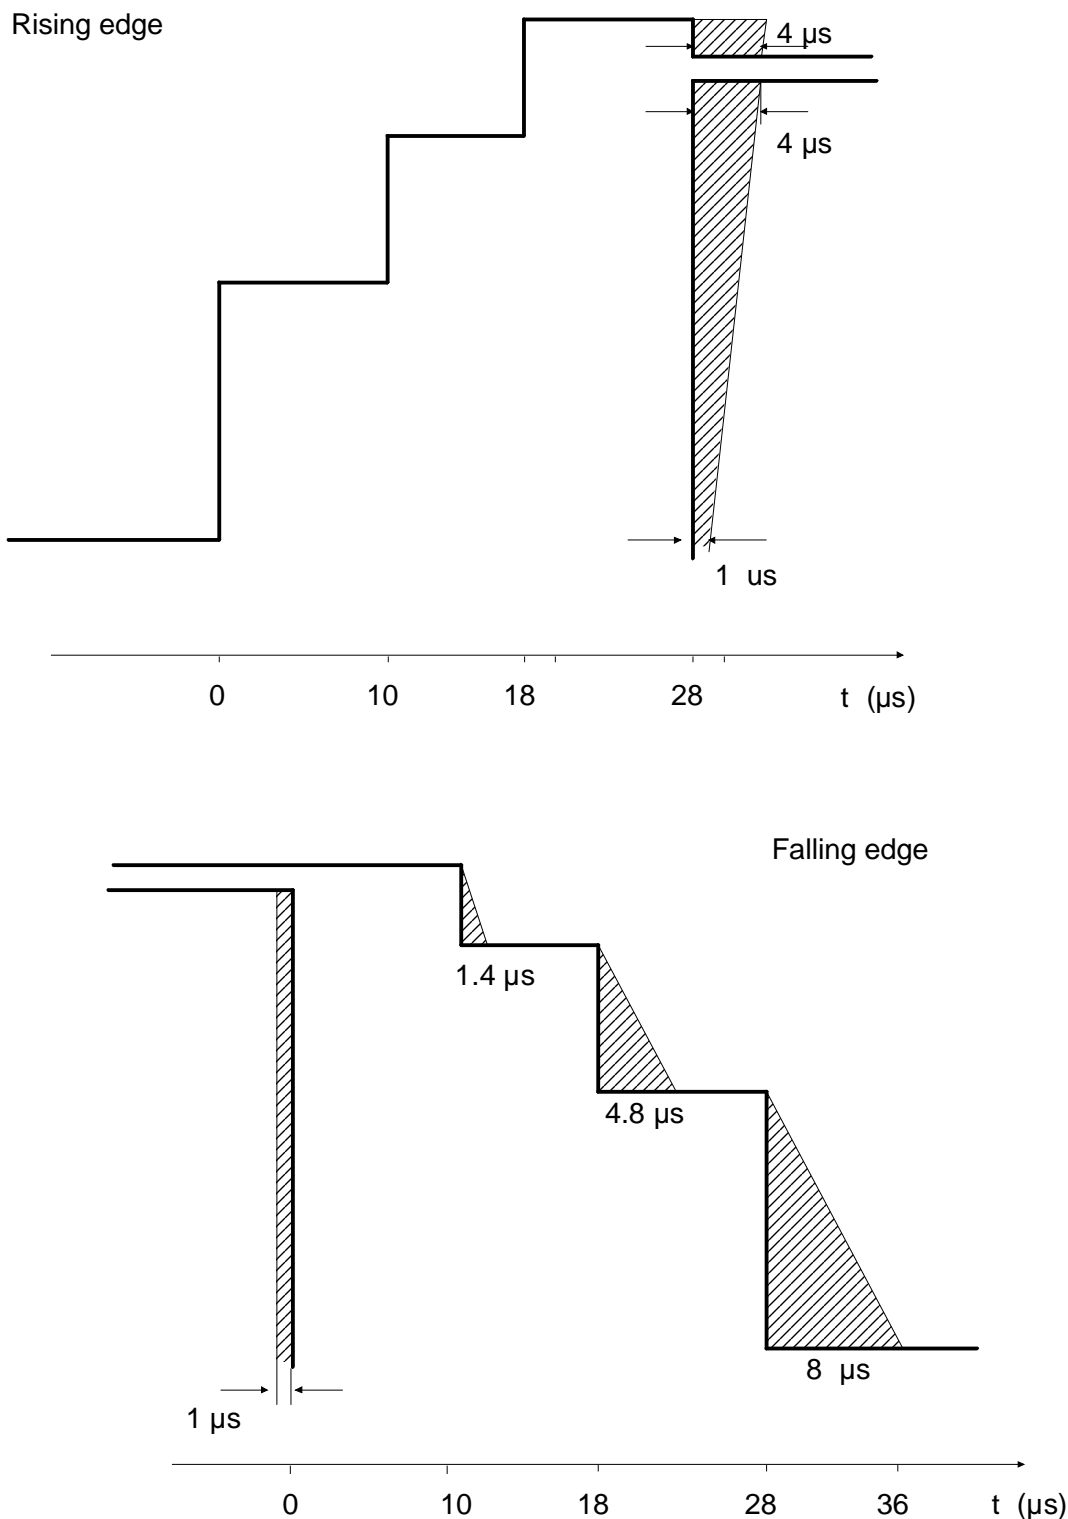 Rising edge
4 µs
4 µs
1 us
0 10 18 28 t (µs)
Falling edge
1.4 µs
4.8 µs
8 µs
1 µs
0 10 18 28 36 t (µs)